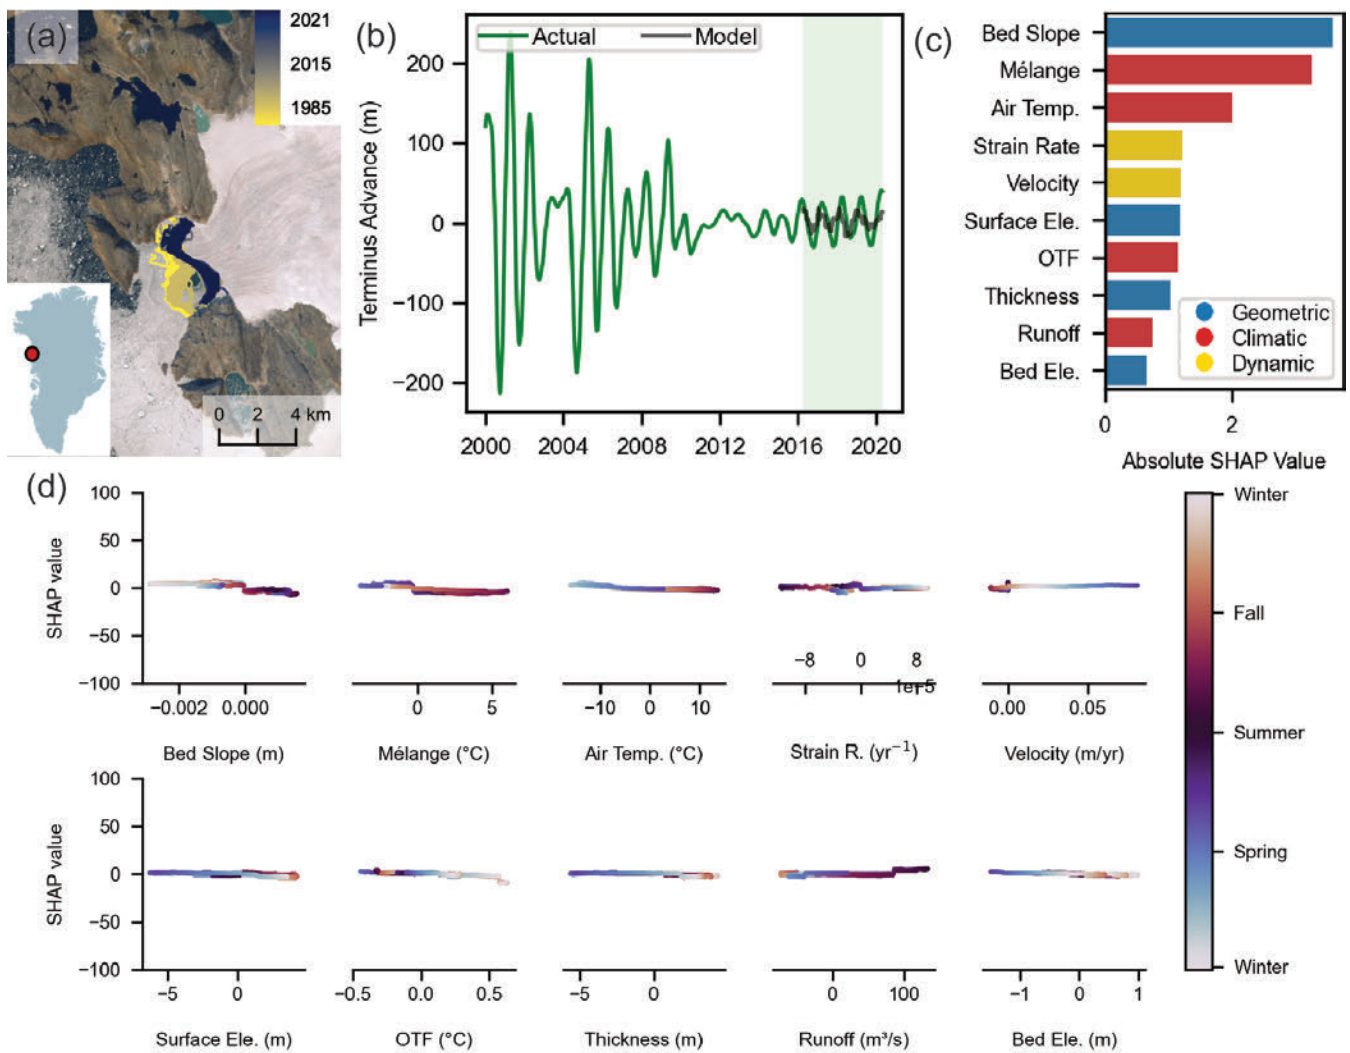 (a)
2021
2015
1985
0 2 4 km
(b)
Actual Model
Terminus Advance (m)
200
100
0
−100
−200
2000 2004 2008 2012 2016 2020
(c)
Bed Slope
Mélange
Air Temp.
Strain Rate
Velocity
Surface Ele.
OTF
Thickness
Runoff
Bed Ele.
Geometric
Climatic
Dynamic
0 2
Absolute SHAP Value
(d)
SHAP value
100
50
0
−50
−100
−0.002 0.000
Bed Slope (m)
0 5
Mélange (°C)
−10 0 10
Air Temp. (°C)
−8 0 8
1e−5
Strain R. (yr⁻¹)
0.00 0.05
Velocity (m/yr)
SHAP value
100
50
0
−50
−100
−5 0
Surface Ele. (m)
−0.5 0.0 0.5
OTF (°C)
−5 0
Thickness (m)
0 100
Runoff (m³/s)
−1 0 1
Bed Ele. (m)
Winter
Fall
Summer
Spring
Winter